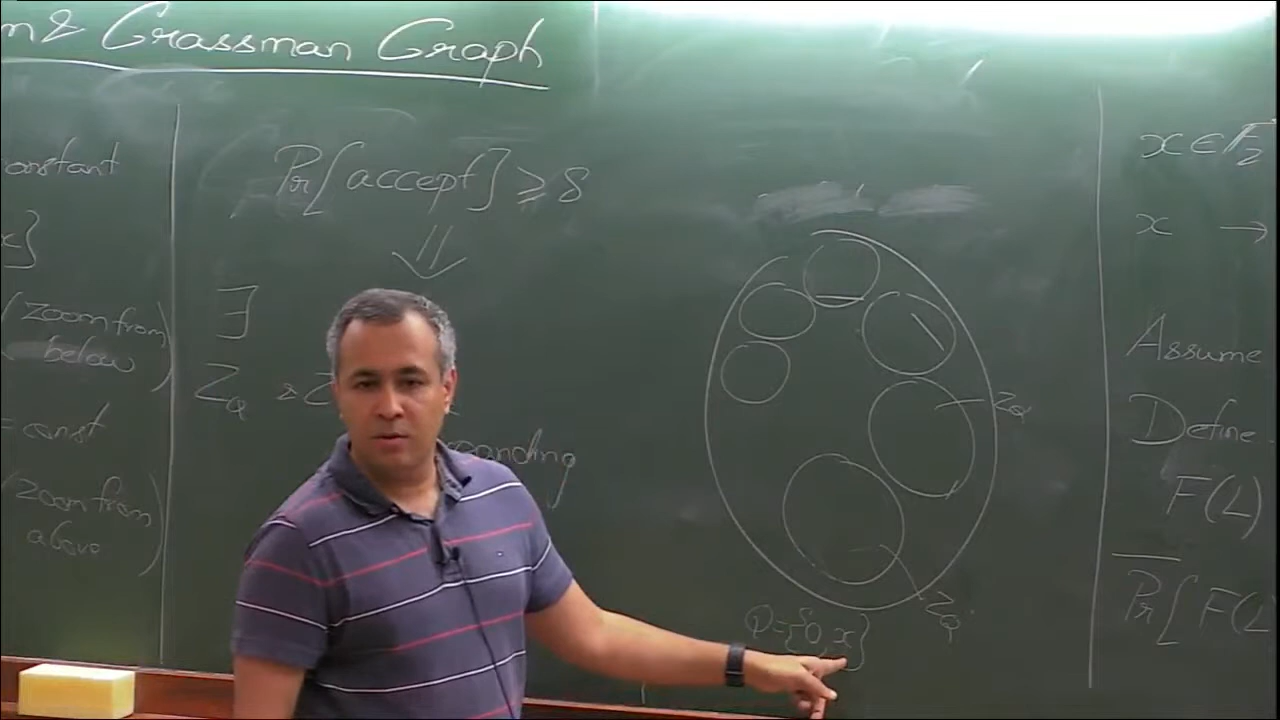 Grassman Graph
onstant
x}
(zoom from
below)
= const
(zoom from
above)
Pr[accept] ≥ δ
⇓
∃
Z_Q
Z_Q
Z_Q
Q={0,x}
x ∈ F_2
x →
Assume
Define
F(L)
Pr[F(L